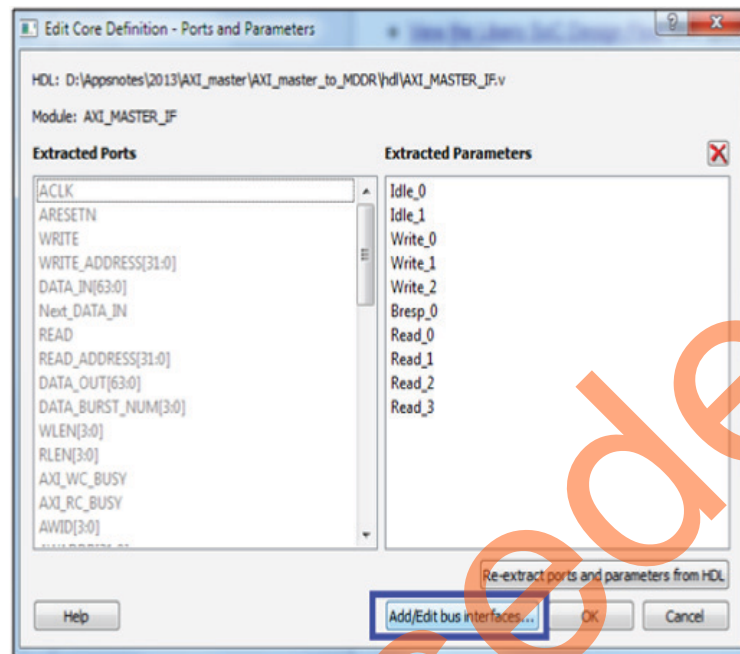 Edit Core Definition - Ports and Parameters
HDL: D:\Appsnotes\2013\AXI_master\AXI_master_to_MDDR\hdl\AXI_MASTER_IF.v
Module: AXI_MASTER_IF
Extracted Ports
ACLK
ARESETN
WRITE
WRITE_ADDRESS[31:0]
DATA_IN[63:0]
Next_DATA_IN
READ
READ_ADDRESS[31:0]
DATA_OUT[63:0]
DATA_BURST_NUM[3:0]
WLEN[3:0]
RLEN[3:0]
AXI_WC_BUSY
AXI_RC_BUSY
AWID[3:0]
Extracted Parameters
Idle_0
Idle_1
Write_0
Write_1
Write_2
Bresp_0
Read_0
Read_1
Read_2
Read_3
Re-extract ports and parameters from HDL
Help
Add/Edit bus interfaces...
OK
Cancel